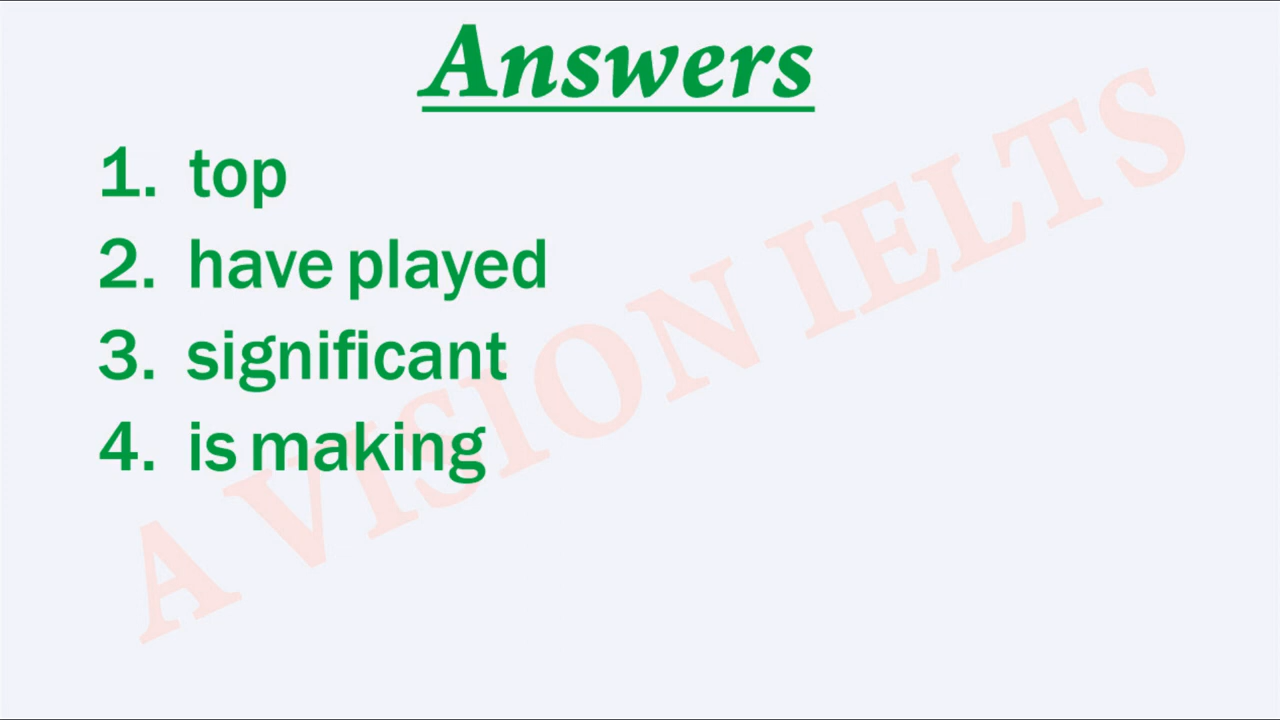 Answers
1. top
2. have played
3. significant
4. is making
A VISION IELTS